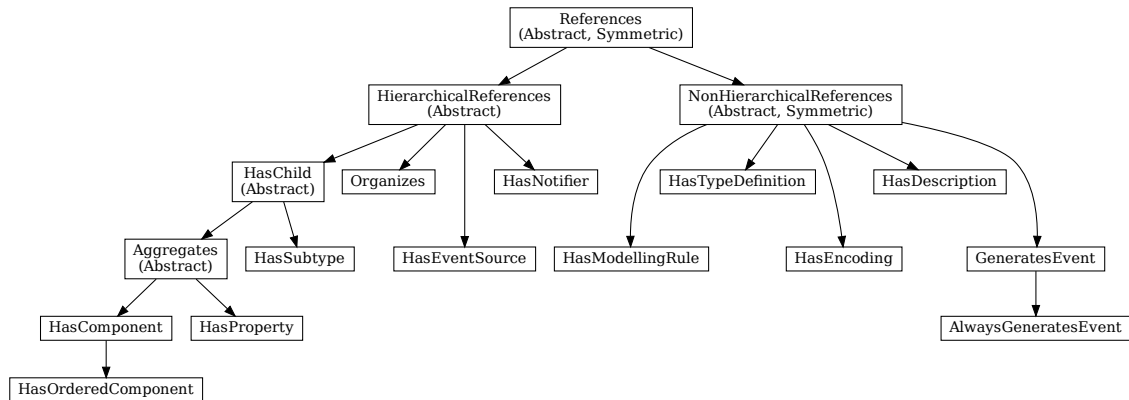 References
(Abstract, Symmetric)
HierarchicalReferences
(Abstract)
NonHierarchicalReferences
(Abstract, Symmetric)
HasChild
(Abstract)
Organizes
HasNotifier
HasTypeDefinition
HasDescription
Aggregates
(Abstract)
HasSubtype
HasEventSource
HasModellingRule
HasEncoding
GeneratesEvent
HasComponent
HasProperty
AlwaysGeneratesEvent
HasOrderedComponent